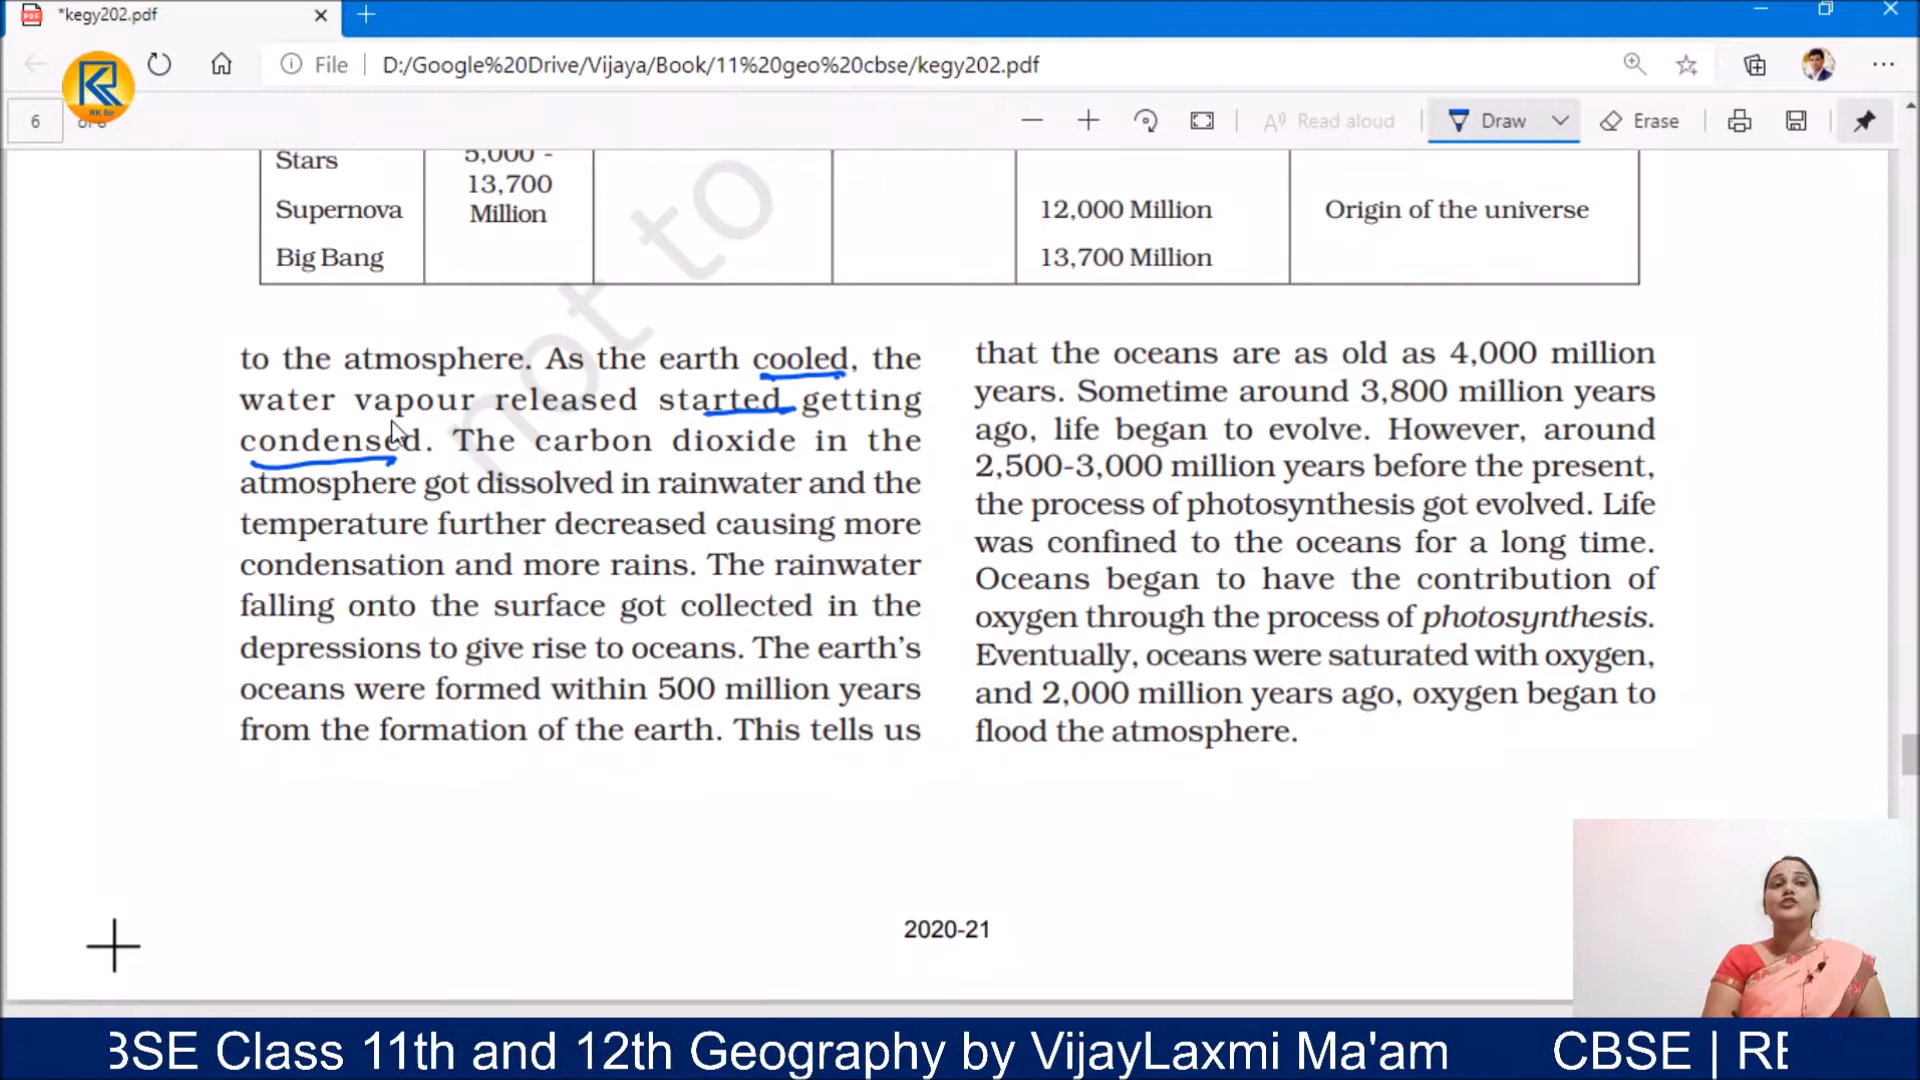 *kegy202.pdf
File
D:/Google%20Drive/Vijaya/Book/11%20geo%20cbse/kegy202.pdf
RK Sir
6
Read aloud
Draw
Erase
Stars
5,000 -
13,700
Million
Supernova
12,000 Million
Origin of the universe
Big Bang
13,700 Million
not to
to the atmosphere. As the earth cooled, the
water vapour released started getting
condensed. The carbon dioxide in the
atmosphere got dissolved in rainwater and the
temperature further decreased causing more
condensation and more rains. The rainwater
falling onto the surface got collected in the
depressions to give rise to oceans. The earth's
oceans were formed within 500 million years
from the formation of the earth. This tells us
that the oceans are as old as 4,000 million
years. Sometime around 3,800 million years
ago, life began to evolve. However, around
2,500-3,000 million years before the present,
the process of photosynthesis got evolved. Life
was confined to the oceans for a long time.
Oceans began to have the contribution of
oxygen through the process of photosynthesis.
Eventually, oceans were saturated with oxygen,
and 2,000 million years ago, oxygen began to
flood the atmosphere.
2020-21
BSE Class 11th and 12th Geography by VijayLaxmi Ma'am
CBSE | RE